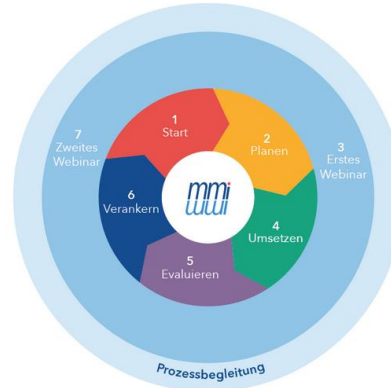 1
Start
2
Planen
3
Erstes
Webinar
4
Umsetzen
5
Evaluieren
6
Verankern
7
Zweites
Webinar
mmi
Prozessbegleitung